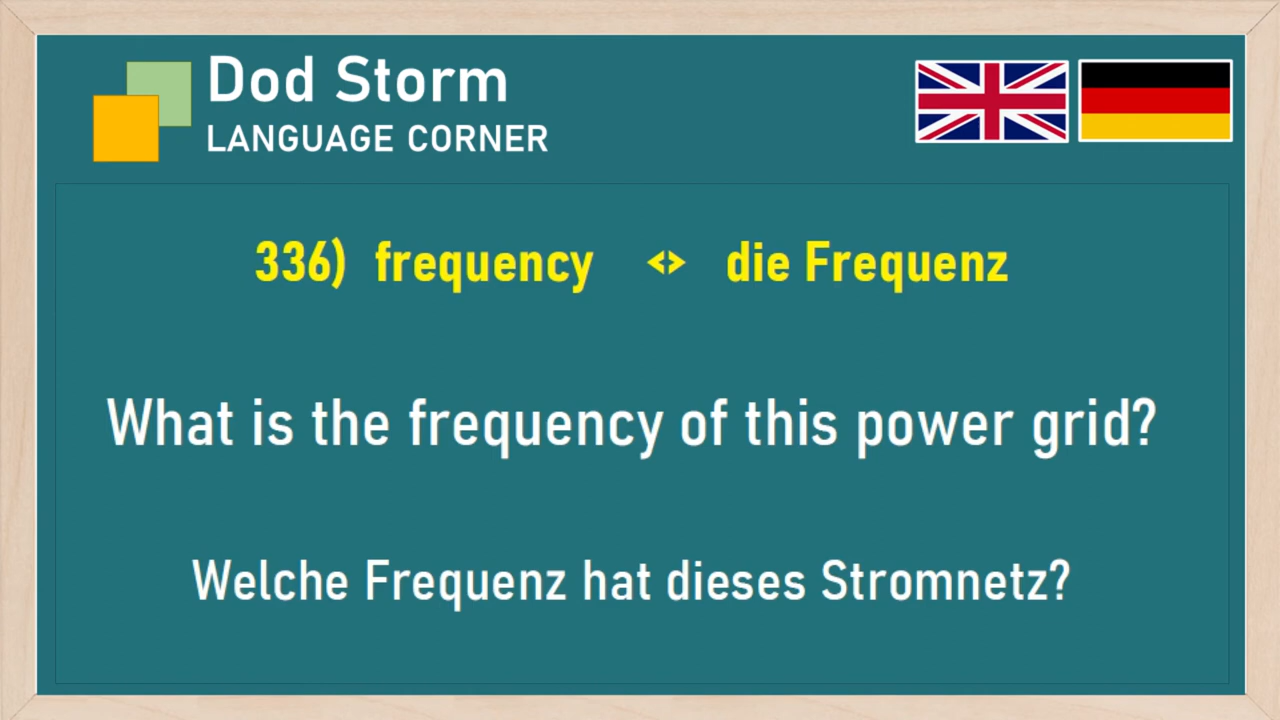 Dod Storm
LANGUAGE CORNER
336) frequency <> die Frequenz
What is the frequency of this power grid?
Welche Frequenz hat dieses Stromnetz?